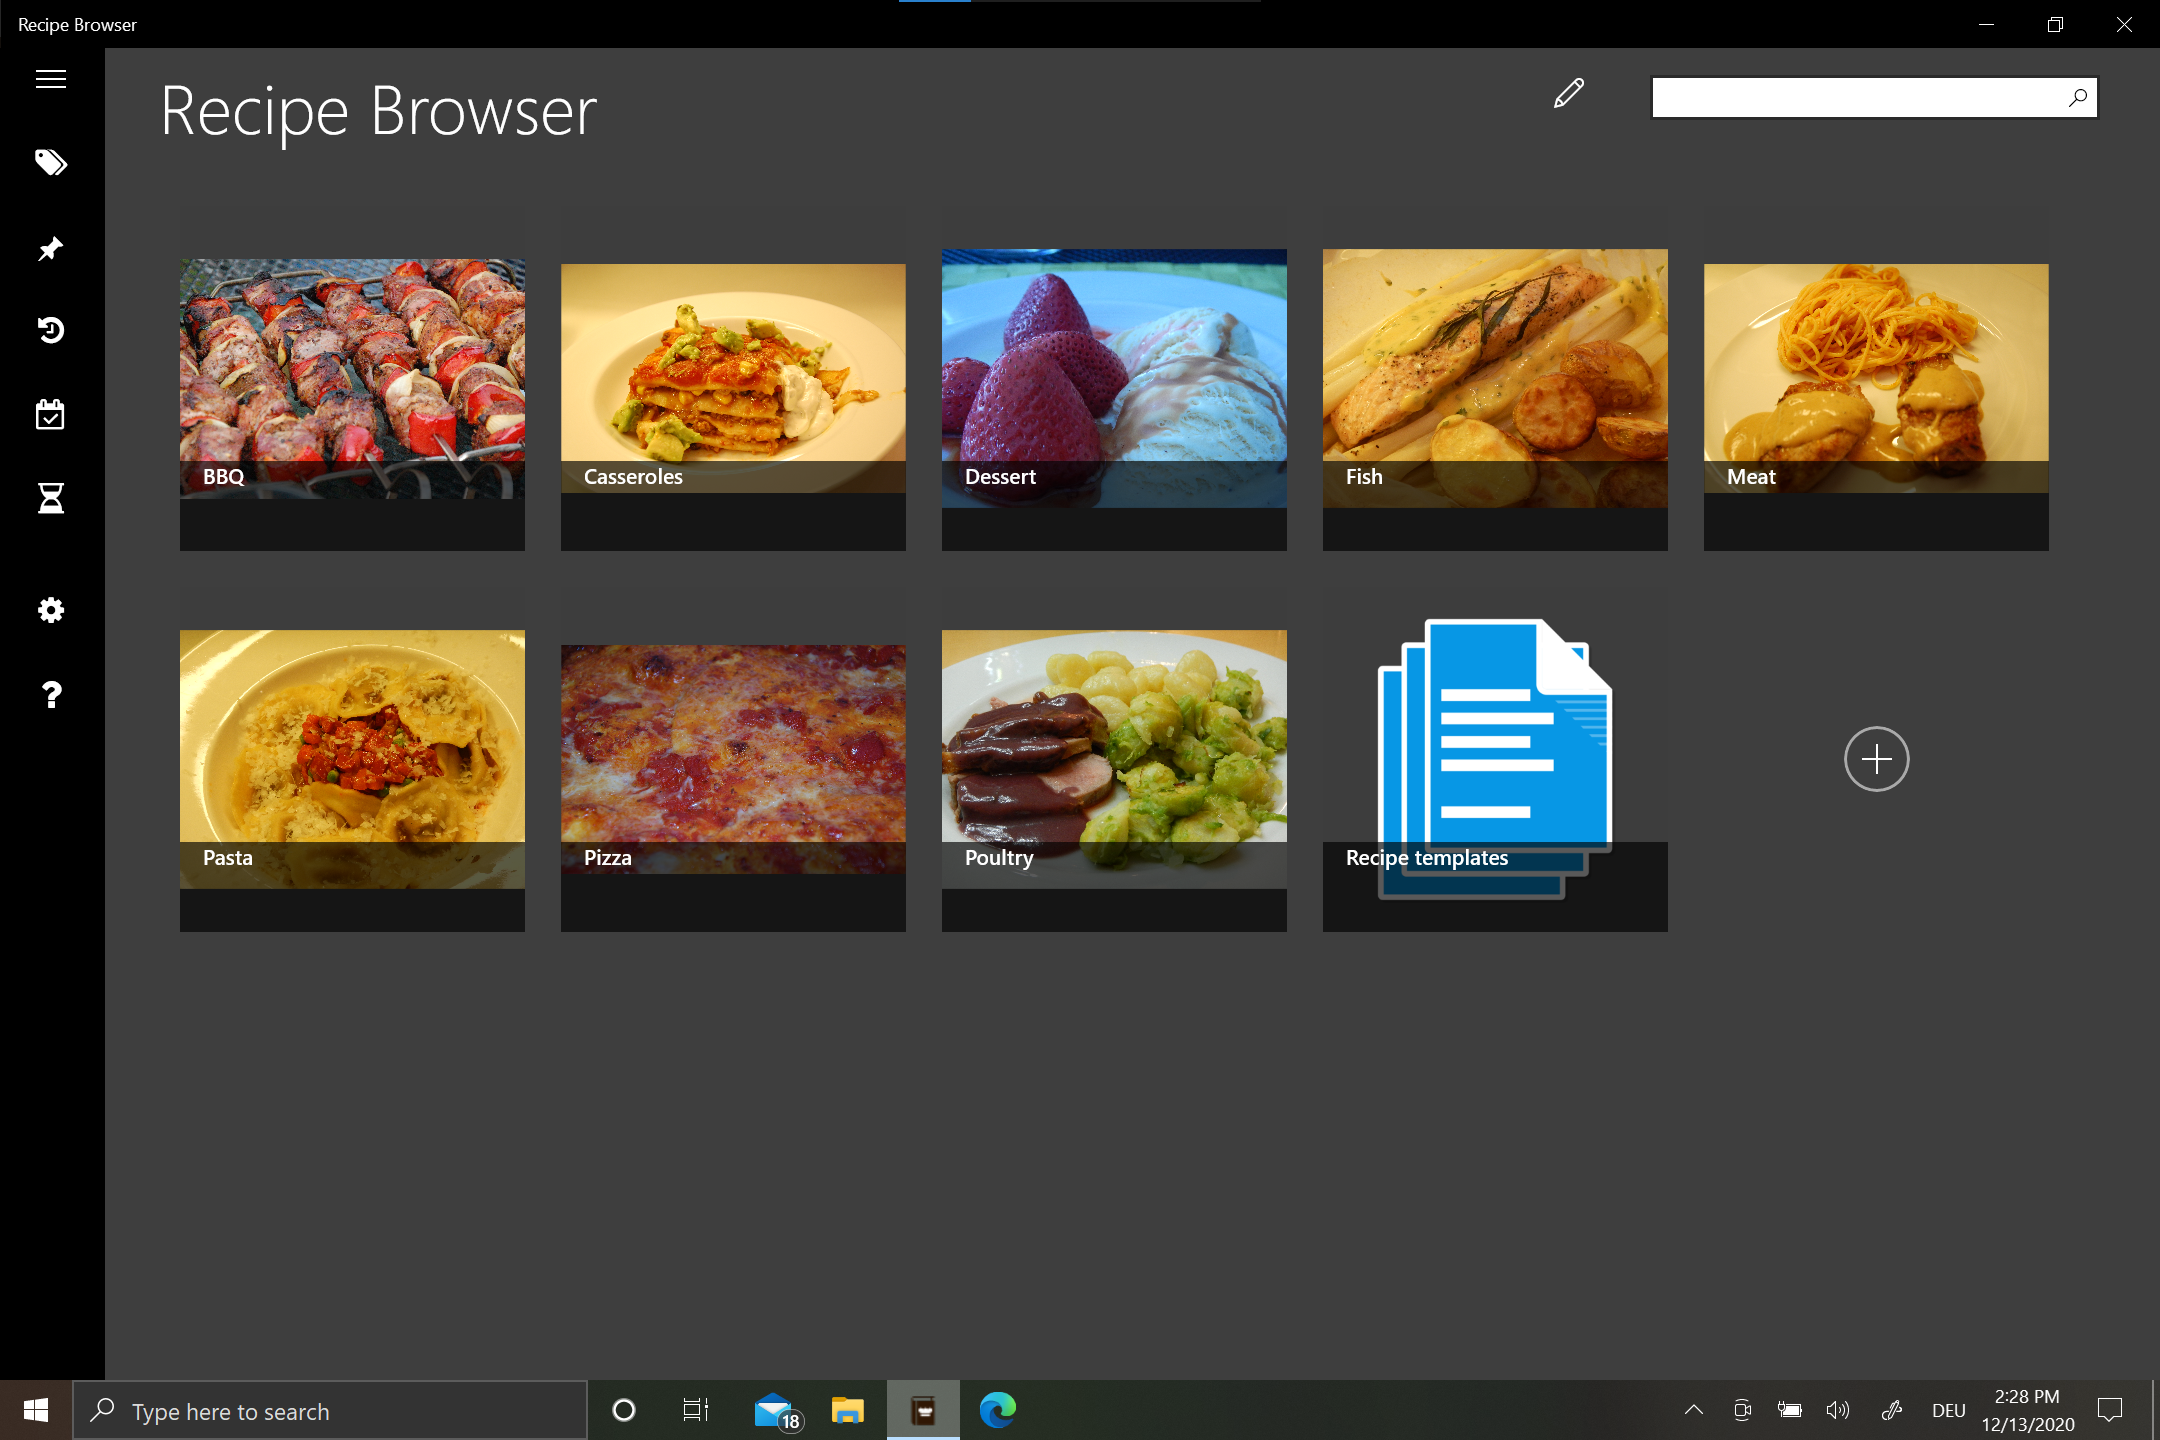 Recipe Browser
Recipe Browser
BBQ
Casseroles
Dessert
Fish
Meat
Pasta
Pizza
Poultry
Recipe templates
Type here to search
18
DEU
2:28 PM
12/13/2020